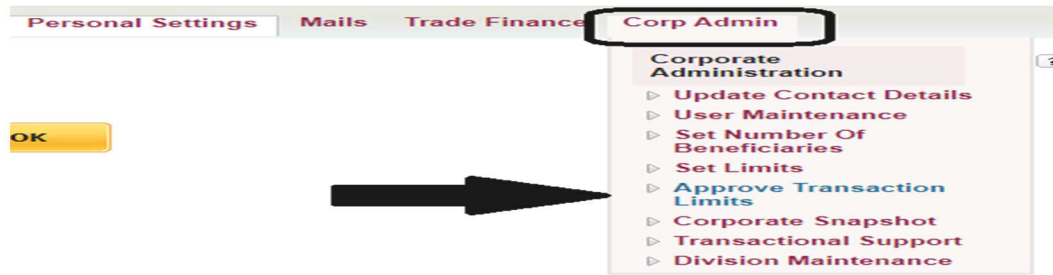 Personal Settings Mails Trade Finance Corp Admin
Corporate
Administration
?
Update Contact Details
User Maintenance
OK
Set Number Of
Beneficiaries
Set Limits
Approve Transaction
Limits
Corporate Snapshot
Transactional Support
Division Maintenance